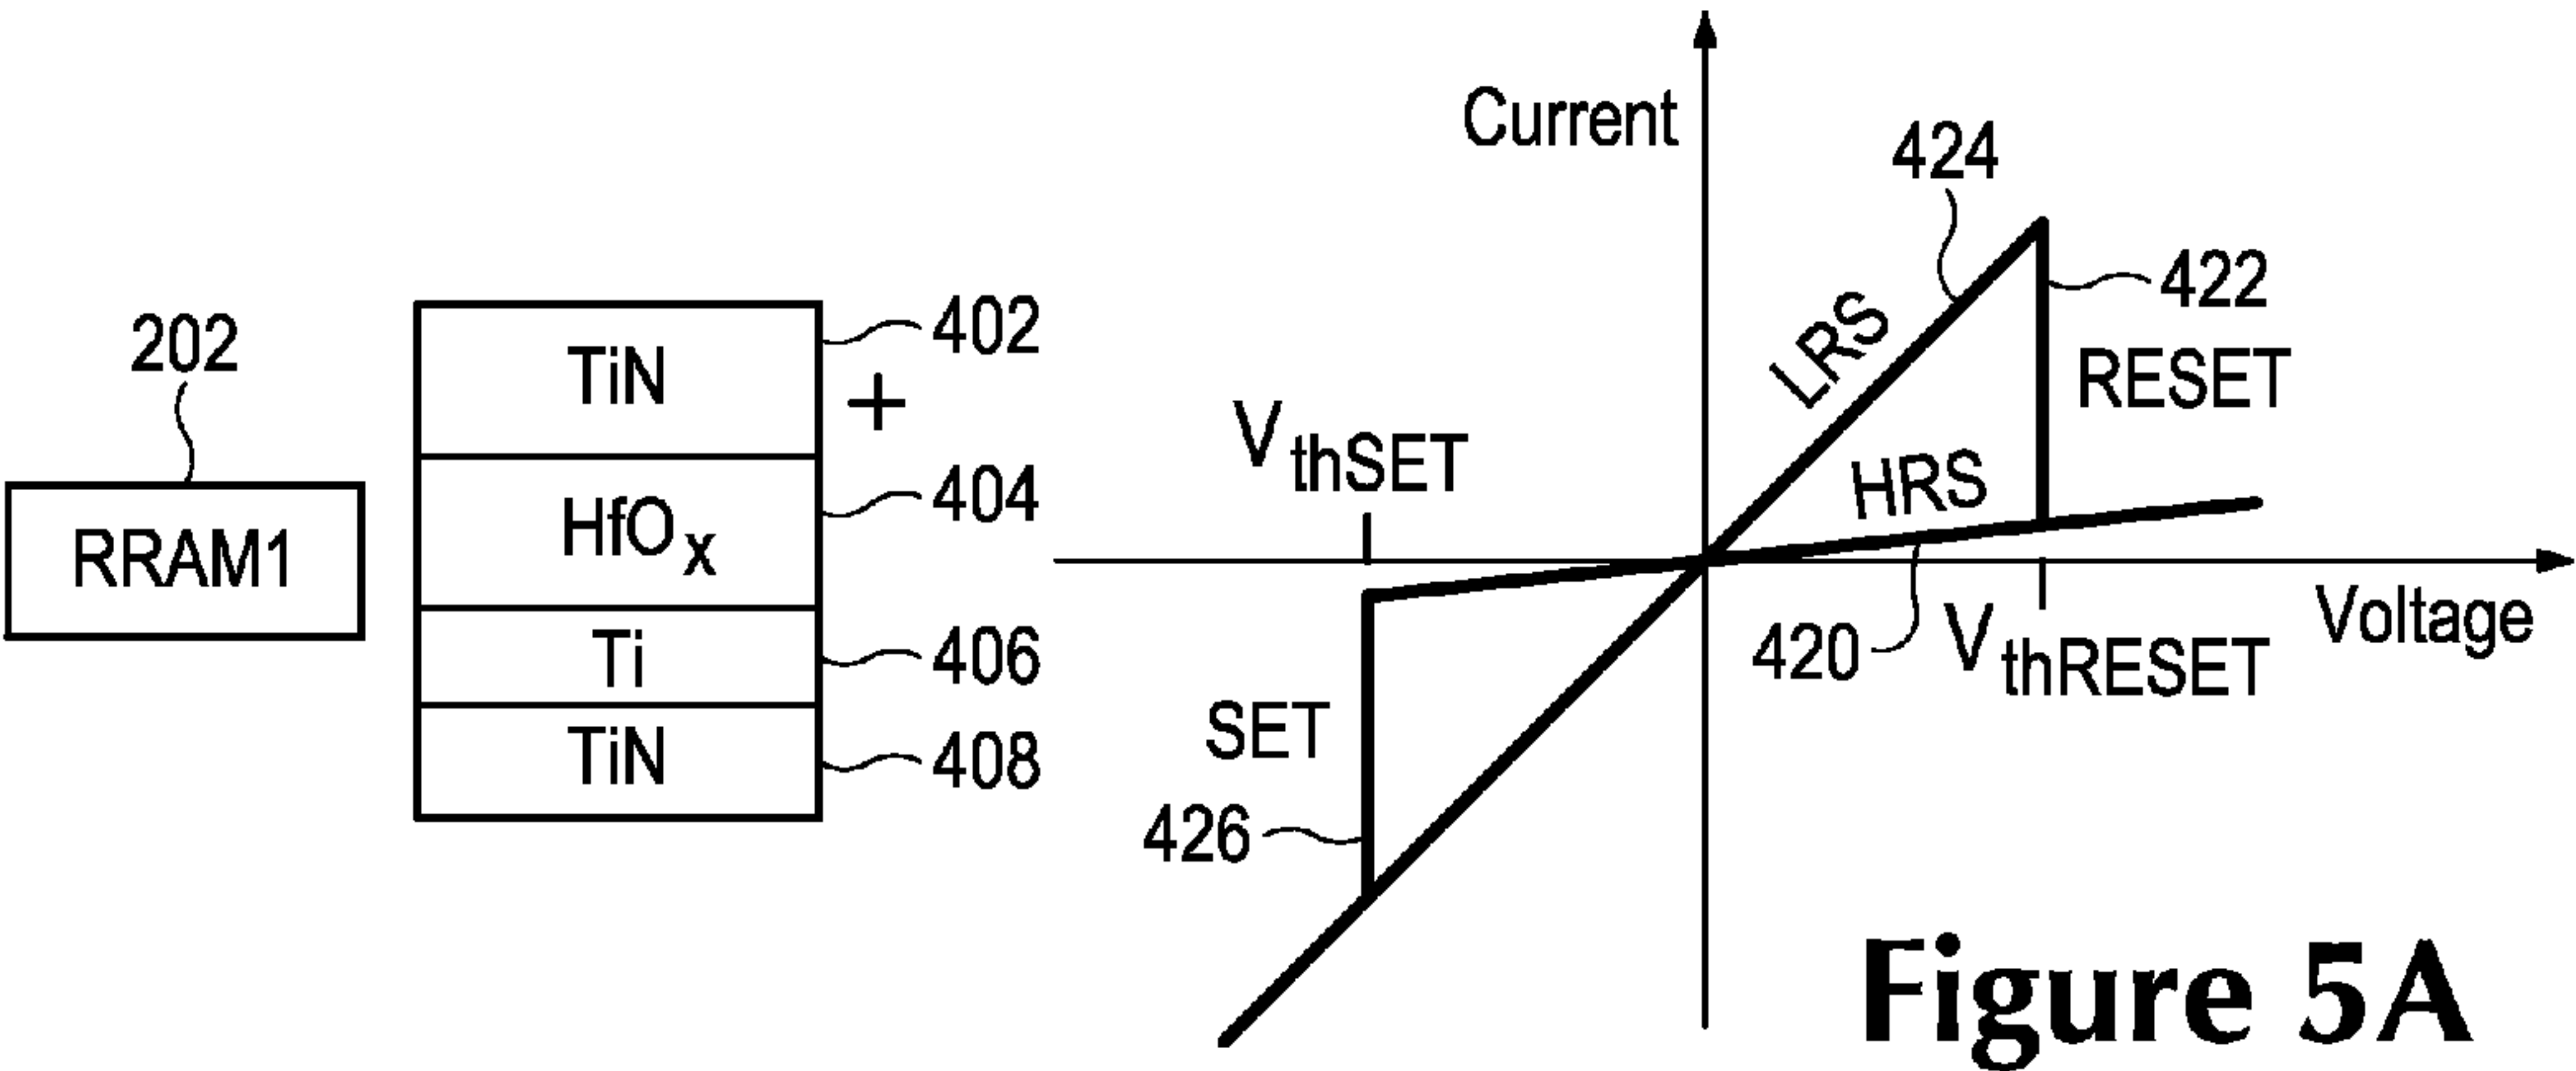 202
RRAM1
TiN
402
+
HfOx
404
Ti
406
TiN
408
Current
424
422
LRS
RESET
VthSET
HRS
420
VthRESET
Voltage
SET
426
Figure 5A